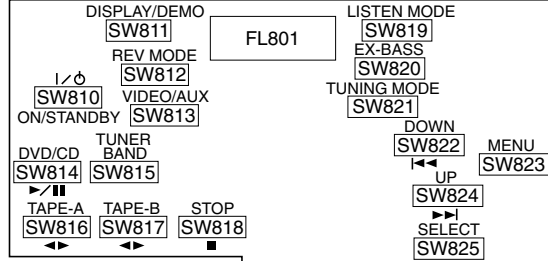 DISPLAY/DEMO
SW811
FL801
LISTEN MODE
SW819
REV MODE
SW812
EX-BASS
SW820
I/⏻
SW810
ON/STANDBY
VIDEO/AUX
SW813
TUNING MODE
SW821
DOWN
SW822
|◀◀
MENU
SW823
DVD/CD
SW814
►/II
TUNER
BAND
SW815
UP
SW824
►►|
TAPE-A
SW816
◄►
TAPE-B
SW817
◄►
STOP
SW818
■
SELECT
SW825